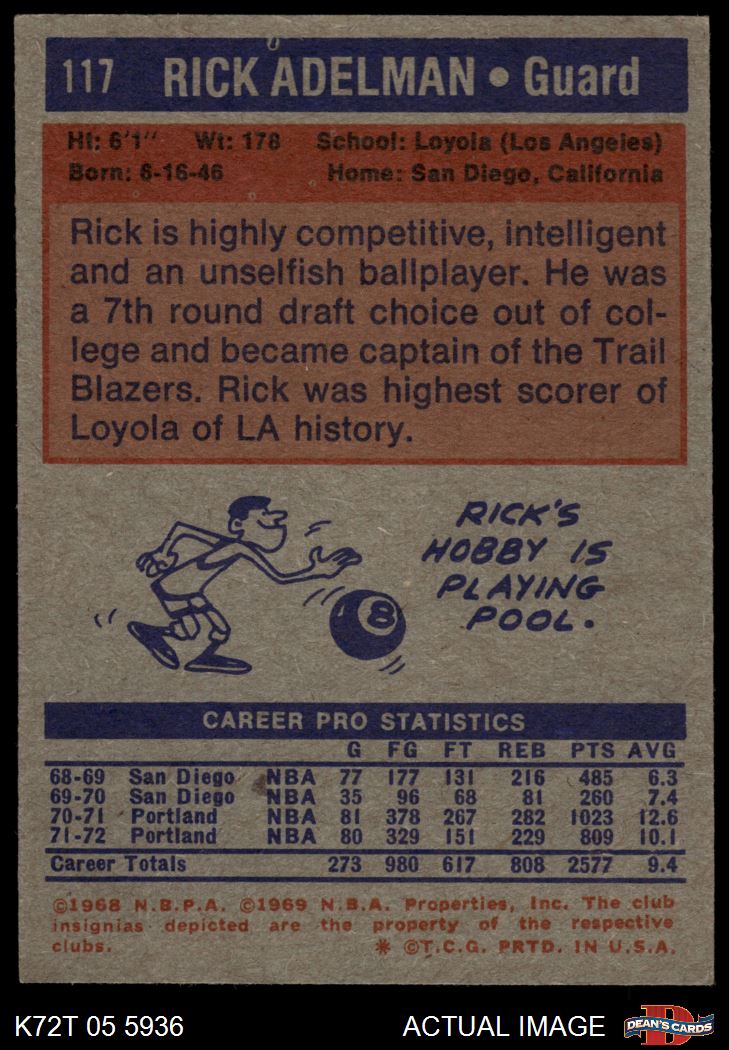 117 RICK ADELMAN • Guard
Ht: 6'1" Wt: 178 School: Loyola (Los Angeles)
Born: 6-16-46 Home: San Diego, California
Rick is highly competitive, intelligent
and an unselfish ballplayer. He was
a 7th round draft choice out of col-
lege and became captain of the Trail
Blazers. Rick was highest scorer of
Loyola of LA history.
RICK'S
HOBBY IS
PLAYING
POOL.
8
CAREER PRO STATISTICS
G FG FT REB PTS AVG
68-69 San Diego NBA 77 177 131 216 485 6.3
69-70 San Diego NBA 35 96 68 81 260 7.4
70-71 Portland NBA 81 378 267 282 1023 12.6
71-72 Portland NBA 80 329 151 229 809 10.1
Career Totals 273 980 617 808 2577 9.4
©1968 N.B.P.A. ©1969 N.B.A. Properties, Inc. The club
insignias depicted are the property of the respective
clubs. * ©T.C.G. PRTD. IN U.S.A.
K72T 05 5936 ACTUAL IMAGE D DEAN'S CARDS